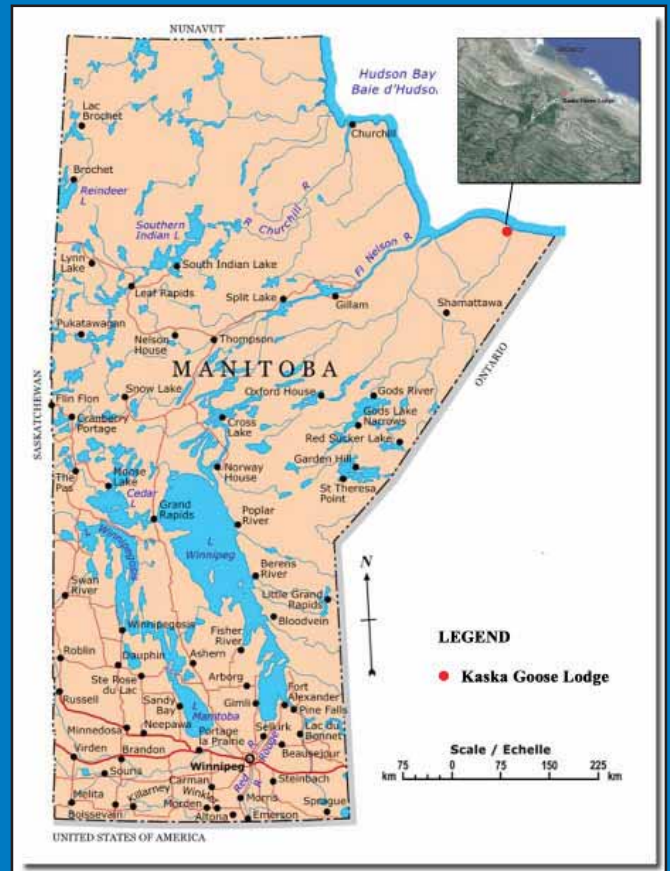 NUNAVUT
Hudson Bay
Baie d'Hudson
Kaska Goose Lodge
Lac
Brochet
Churchill
Brochet
Reindeer
L
Southern
Indian L
R
Churchill
R
Lynn
Lake
South Indian Lake
Leaf Rapids
Split Lake
Gillam
Fl Nelson R
Shamattawa
Pukatawagan
Nelson
House
Thompson
MANITOBA
ONTARIO
SASKATCHEWAN
Snow Lake
Oxford House
Gods River
Flin Flon
Cranberry
Portage
Cross
Lake
Gods Lake
Narrows
Red Sucker Lake
The
Pas
Moose
Lake
Cedar
L
Norway
House
Garden Hill
St Theresa
Point
Grand
Rapids
Poplar
River
L
Winnipegosis
L
Winnipeg
N
Swan
River
Berens
River
Little Grand
Rapids
Bloodvein
Winnipegosis
Fisher
River
LEGEND
Kaska Goose Lodge
Roblin
Dauphin
Ashern
Ste Rose
du Lac
Arborg
Russell
Sandy
Bay
L
Manitoba
Gimli
Fort
Alexander
Pine Falls
Minnedosa
Neepawa
Portage
la Prairie
Selkirk
Lac du
Bonnet
Virden
Brandon
Winnipeg
Red R
Rouge R
Beausejour
Scale / Echelle
75 0 75 150 225
km km
Souris
Carman
Steinbach
Melita
Killarney
Winkler
Morris
Boissevain
Morden
Altona
Emerson
Sprague
UNITED STATES OF AMERICA